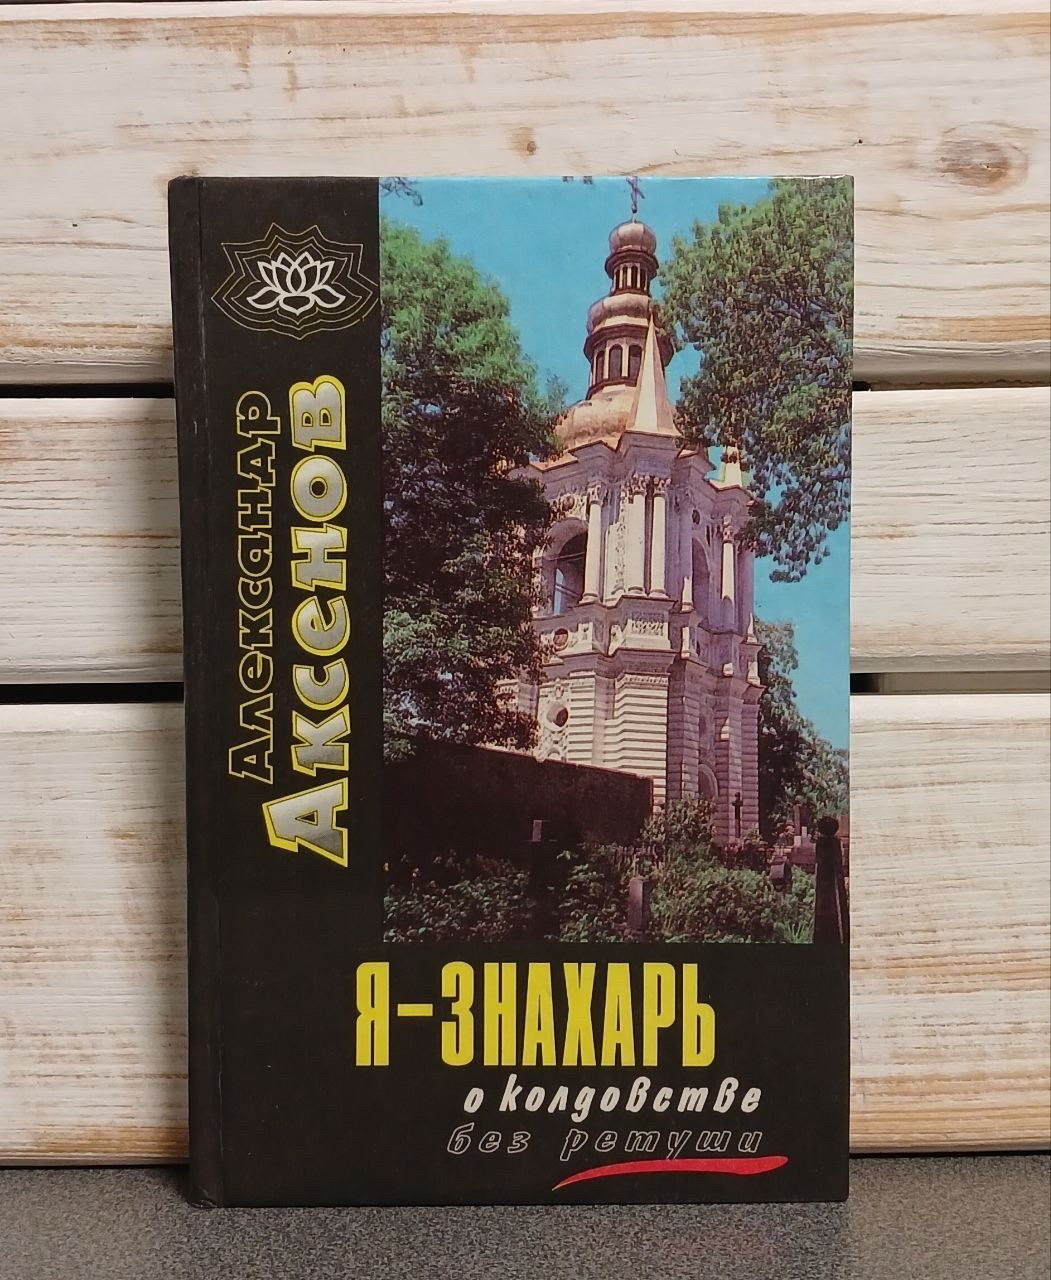 Александр
Аксенов
Я-ЗНАХАРЬ
о колдовстве
без ретуши